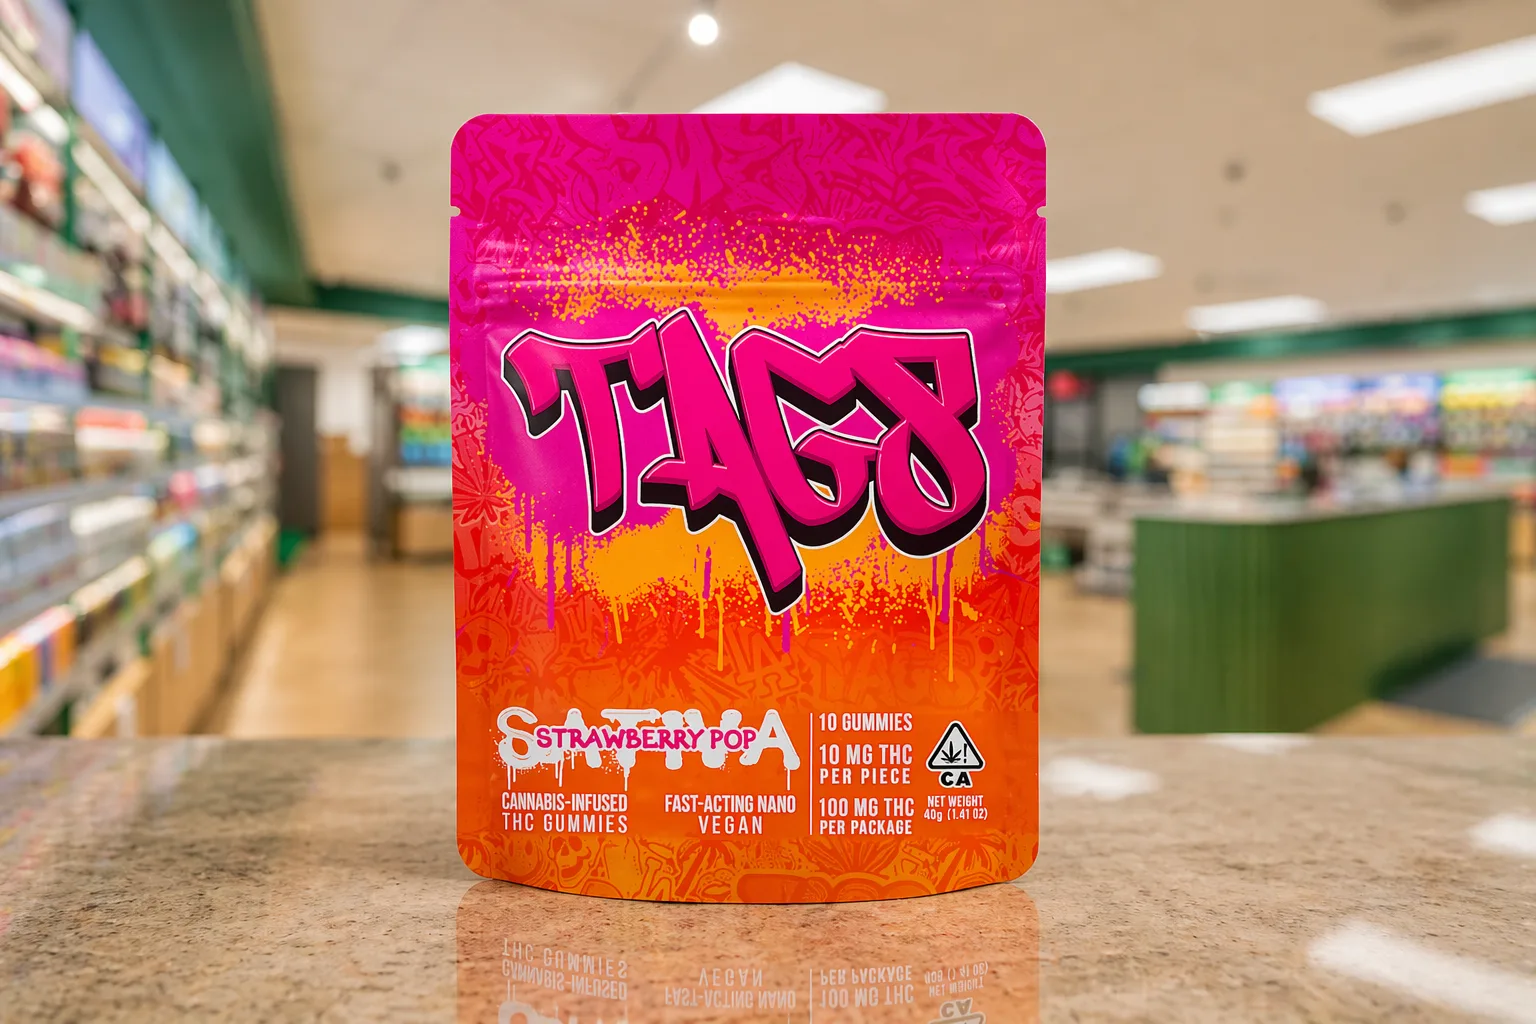 TAGS
SATIVA
STRAWBERRY POP
CANNABIS-INFUSED
THC GUMMIES
FAST-ACTING NANO
VEGAN
10 GUMMIES
10 MG THC
PER PIECE
100 MG THC
PER PACKAGE
!
CA
NET WEIGHT
40g (1.41 OZ)